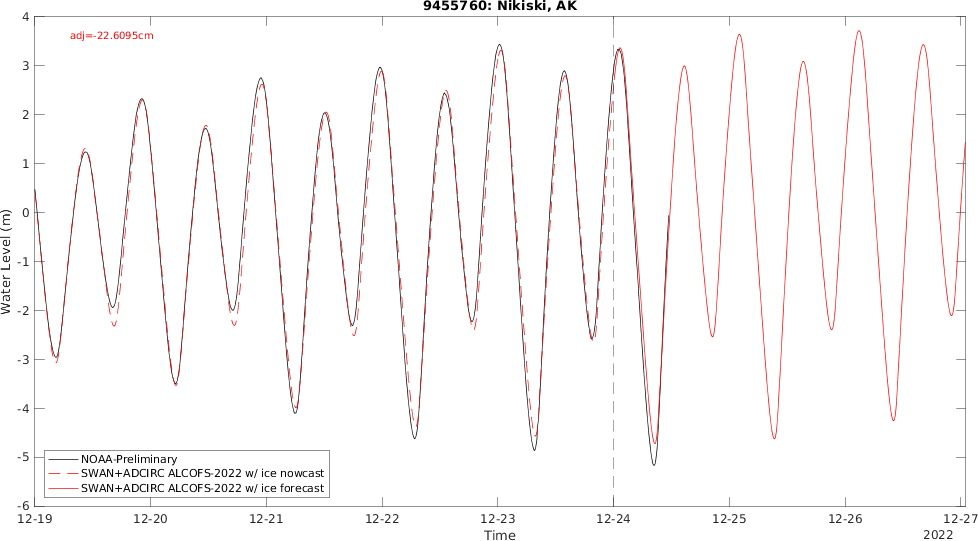 9455760: Nikiski, AK
adj=-22.6095cm
4
3
2
1
0
-1
-2
-3
-4
-5
-6
Water Level (m)
NOAA-Preliminary
SWAN+ADCIRC ALCOFS-2022 w/ ice nowcast
SWAN+ADCIRC ALCOFS-2022 w/ ice forecast
12-19 12-20 12-21 12-22 12-23 12-24 12-25 12-26 12-27
Time
2022